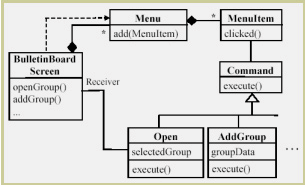 Menu
add(MenuItem)
*
*
MenuItem
clicked()
BulletinBoard
Screen
openGroup()
addGroup()
...
Receiver
Command
execute()
Open
selectedGroup
execute()
AddGroup
groupData
execute()
...